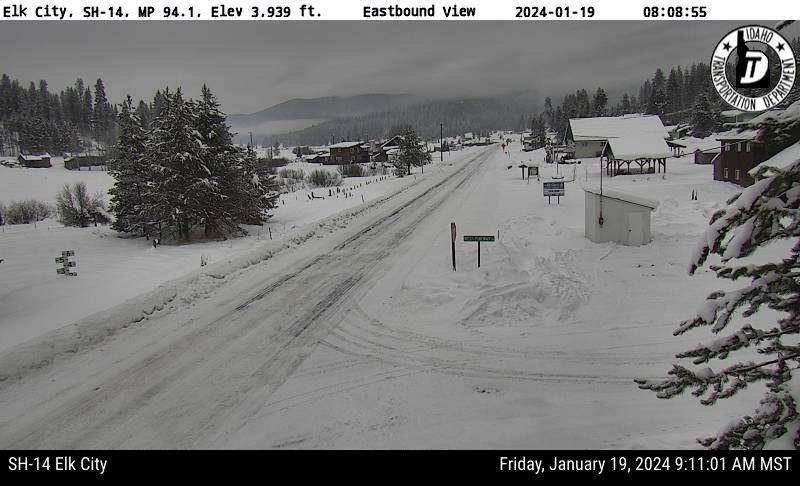 Elk City, SH-14, MP 94.1, Elev 3,939 ft. Eastbound View 2024-01-19 08:08:55
IDAHO
TRANSPORTATION DEPARTMENT
SH-14 Elk City Friday, January 19, 2024 9:11:01 AM MST